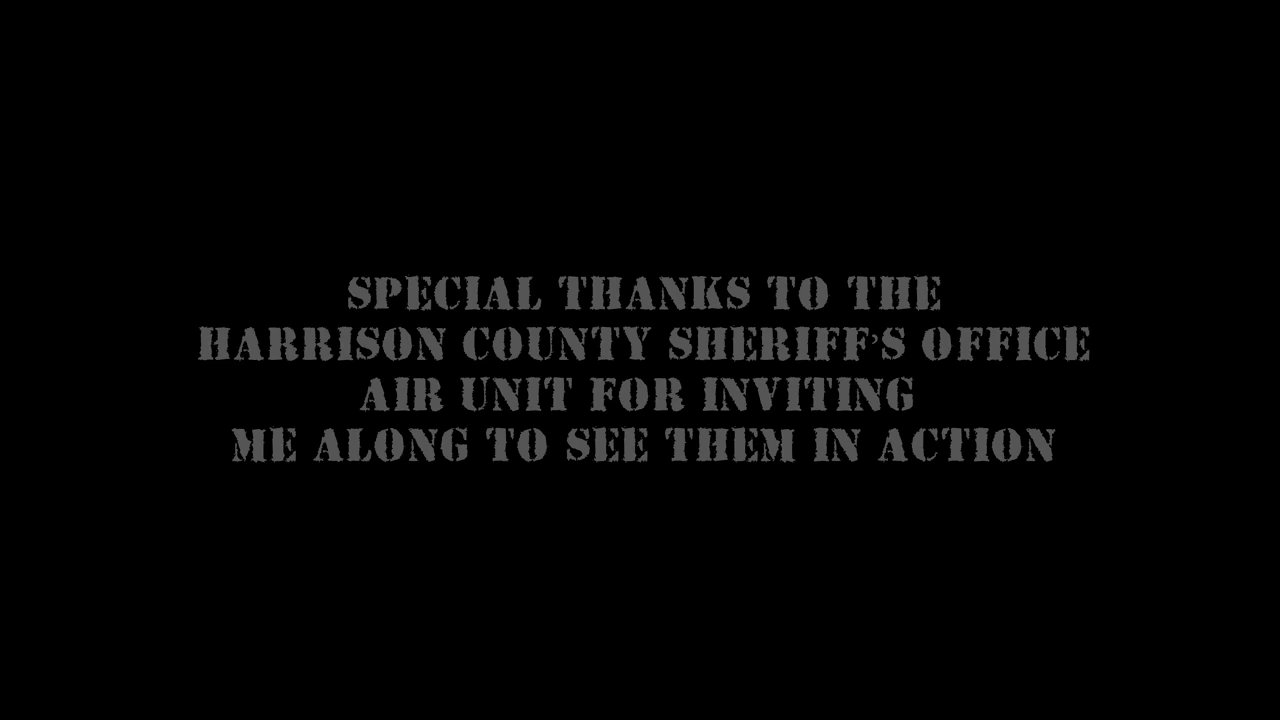 SPECIAL THANKS TO THE
HARRISON COUNTY SHERIFF'S OFFICE
AIR UNIT FOR INVITING
ME ALONG TO SEE THEM IN ACTION